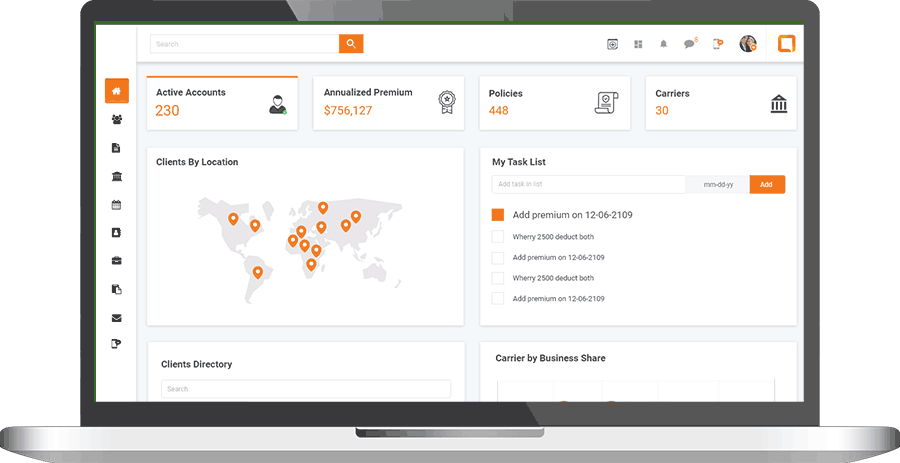 Search
6
Active Accounts
230
Annualized Premium
$756,127
Policies
448
Carriers
30
Clients By Location
My Task List
Add task in list
mm-dd-yy
Add
Add premium on 12-06-2109
Wherry 2500 deduct both
Add premium on 12-06-2109
Wherry 2500 deduct both
Add premium on 12-06-2109
Clients Directory
Search
Carrier by Business Share